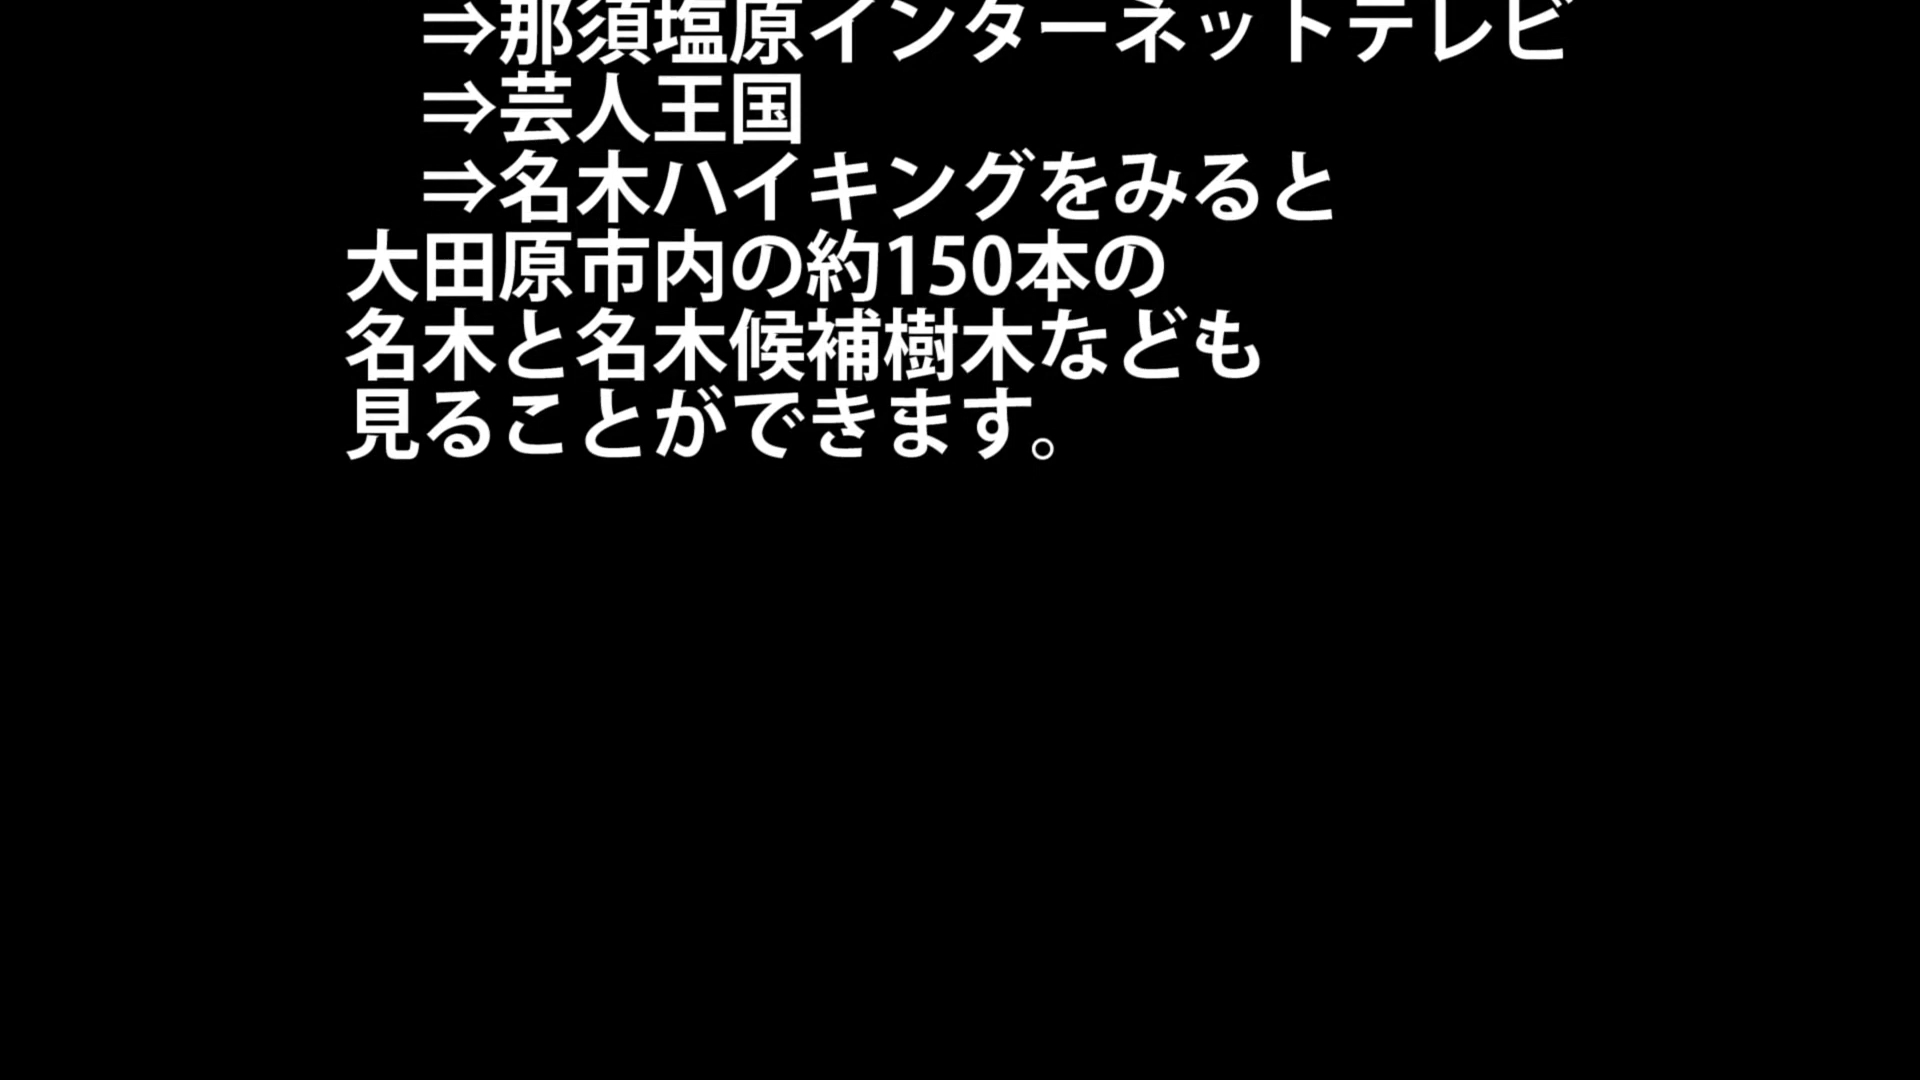 ⇒那須塩原インターネットテレビ
⇒芸人王国
⇒名木ハイキングをみると
大田原市内の約150本の
名木と名木候補樹木なども
見ることができます。